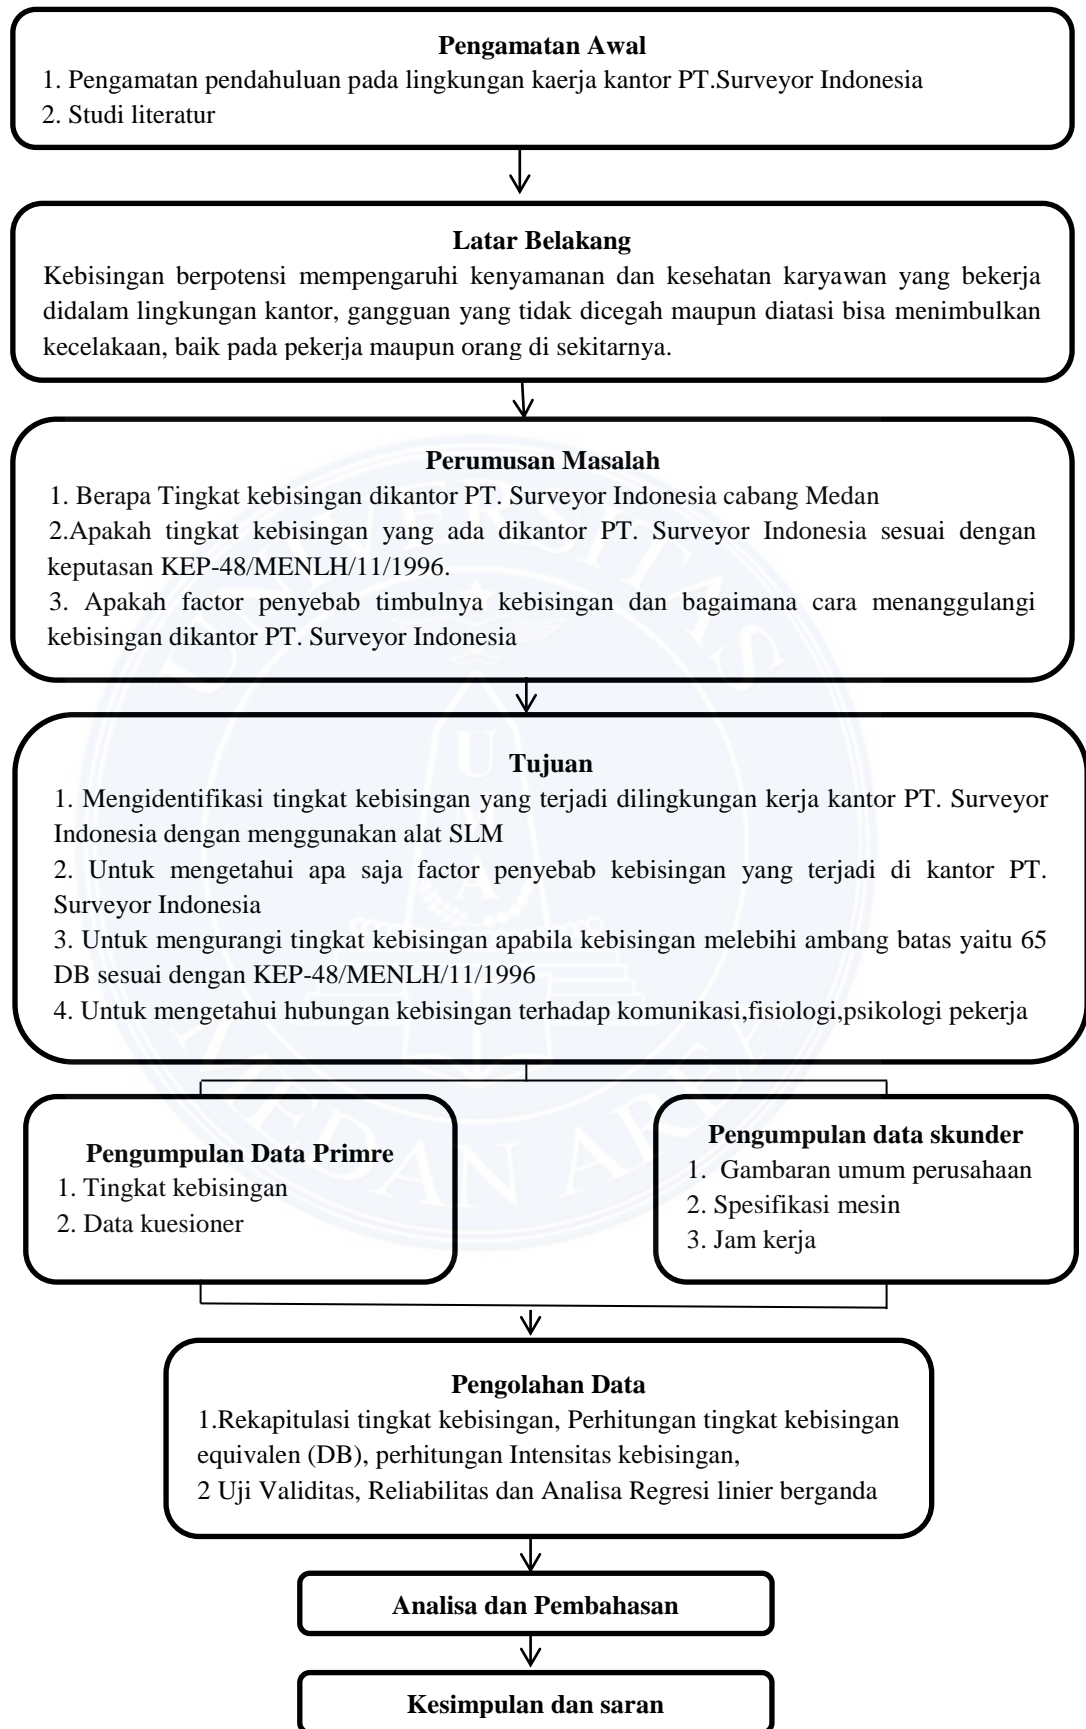 Pengamatan Awal
1. Pengamatan pendahuluan pada lingkungan kaerja kantor PT.Surveyor Indonesia
2. Studi literatur
Latar Belakang
Kebisingan berpotensi mempengaruhi kenyamanan dan kesehatan karyawan yang bekerja
didalam lingkungan kantor, gangguan yang tidak dicegah maupun diatasi bisa menimbulkan
kecelakaan, baik pada pekerja maupun orang di sekitarnya.
Perumusan Masalah
1. Berapa Tingkat kebisingan dikantor PT. Surveyor Indonesia cabang Medan
2.Apakah tingkat kebisingan yang ada dikantor PT. Surveyor Indonesia sesuai dengan
keputasan KEP-48/MENLH/11/1996.
3. Apakah factor penyebab timbulnya kebisingan dan bagaimana cara menanggulangi
kebisingan dikantor PT. Surveyor Indonesia
Tujuan
1. Mengidentifikasi tingkat kebisingan yang terjadi dilingkungan kerja kantor PT. Surveyor
Indonesia dengan menggunakan alat SLM
2. Untuk mengetahui apa saja factor penyebab kebisingan yang terjadi di kantor PT.
Surveyor Indonesia
3. Untuk mengurangi tingkat kebisingan apabila kebisingan melebihi ambang batas yaitu 65
DB sesuai dengan KEP-48/MENLH/11/1996
4. Untuk mengetahui hubungan kebisingan terhadap komunikasi,fisiologi,psikologi pekerja
Pengumpulan Data Primre
1. Tingkat kebisingan
2. Data kuesioner
Pengumpulan data skunder
1. Gambaran umum perusahaan
2. Spesifikasi mesin
3. Jam kerja
Pengolahan Data
1.Rekapitulasi tingkat kebisingan, Perhitungan tingkat kebisingan
equivalen (DB), perhitungan Intensitas kebisingan,
2 Uji Validitas, Reliabilitas dan Analisa Regresi linier berganda
Analisa dan Pembahasan
Kesimpulan dan saran
UNIVERSITAS
MEDAN AREA
U
A